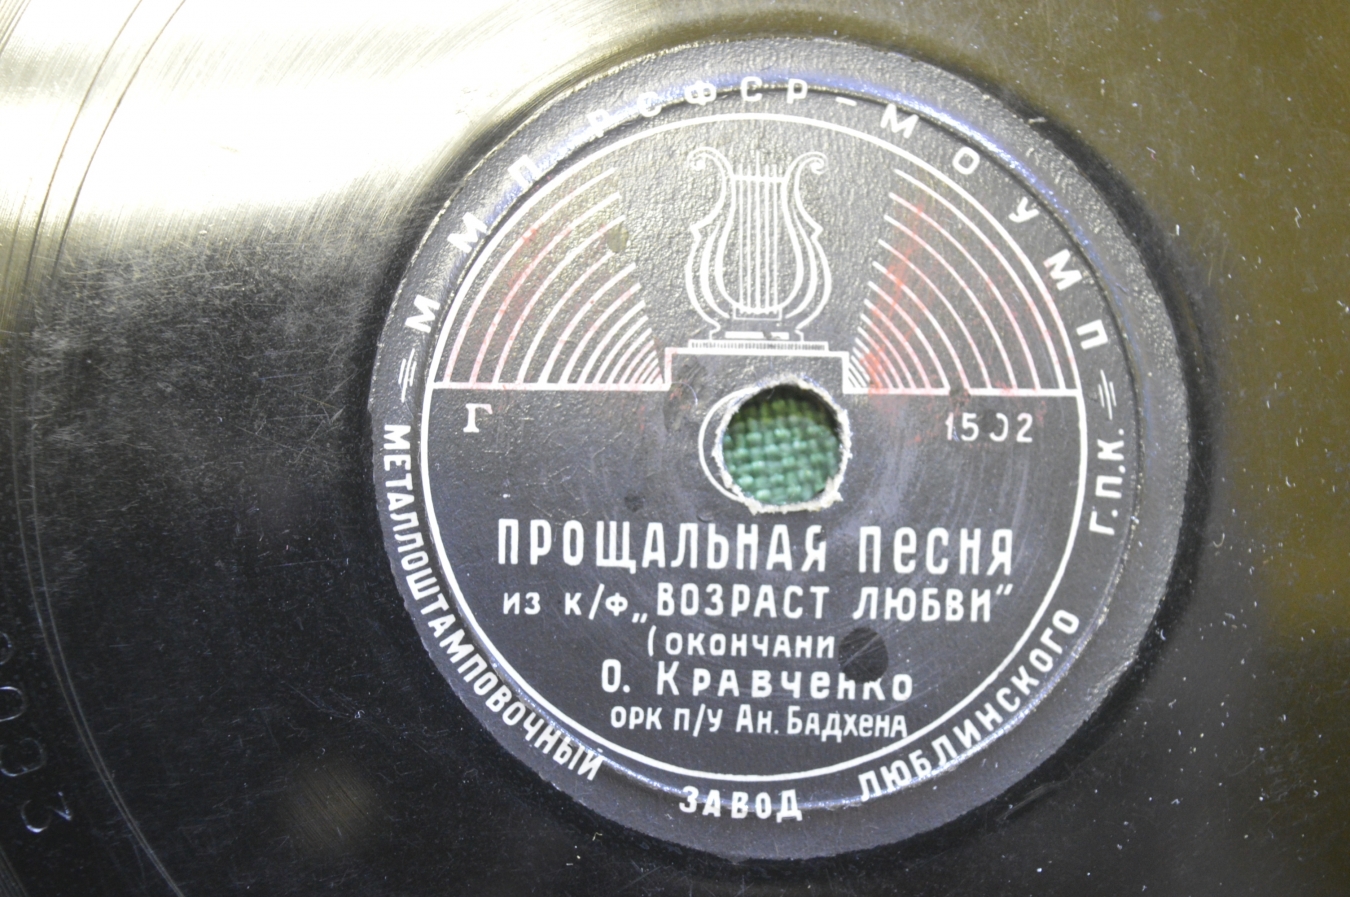 ММП РСФСР – МОУМП
Г 1502
ПРОЩАЛЬНАЯ ПЕСНЯ
ИЗ К/Ф „ВОЗРАСТ ЛЮБВИ"
(ОКОНЧАНИ
О. КРАВЧЕНКО
ОРК П/У АН. БАДХЕНА
МЕТАЛЛОШТАМПОВОЧНЫЙ ЗАВОД ЛЮБЛИНСКОГО Г.П.К.